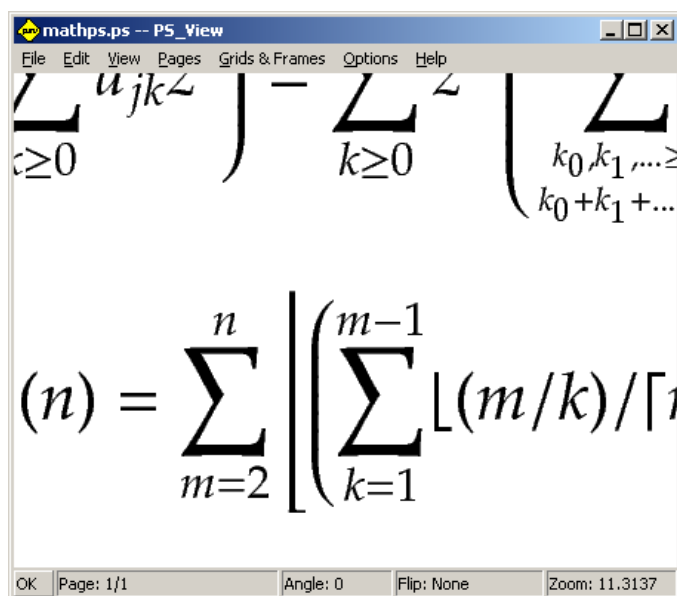 mathps.ps -- PS_View
File Edit View Pages Grids & Frames Options Help
∑ a jk z ) = ∑ z ( ∑
k≥0 k≥0 k0,k1,...≥
k0+k1+...
n m−1
(n) = ∑ ⌊ ( ∑ ⌊(m/k)/⌈
m=2 k=1
OK Page: 1/1 Angle: 0 Flip: None Zoom: 11.3137